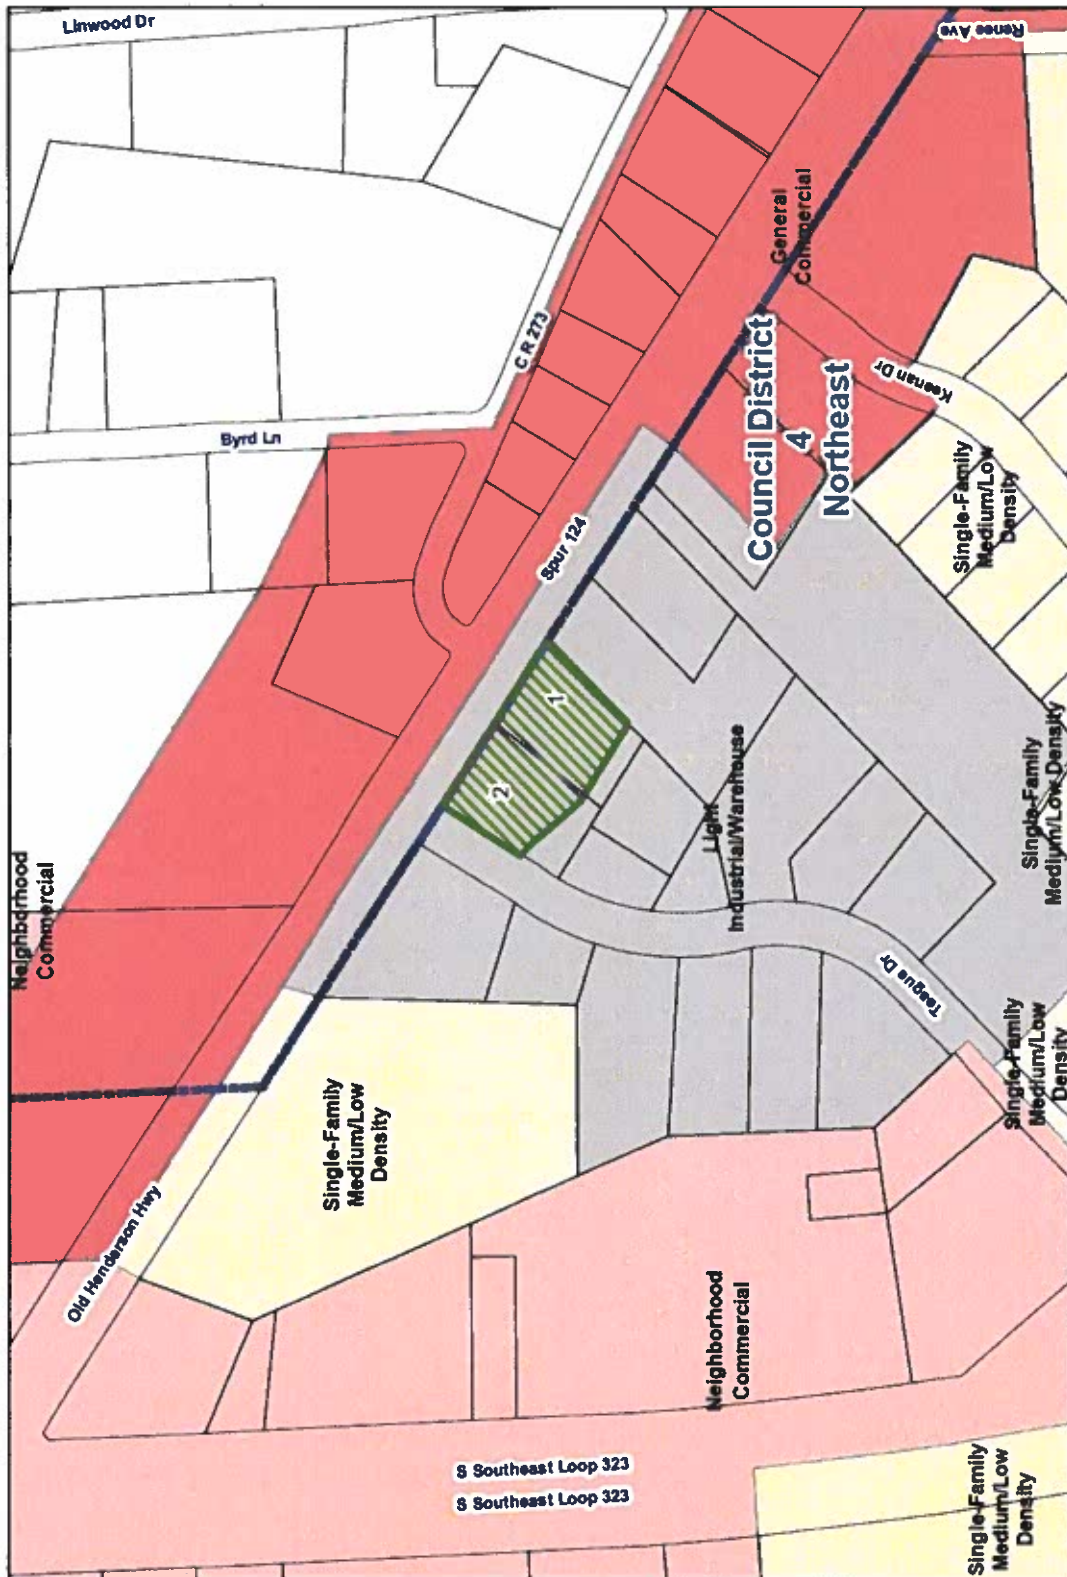 Linwood Dr
Renee Ave
General
Commercial
C R 273
Byrd Ln
Keenan Dr
Council District
4
Northeast
Single-Family
Medium/Low
Density
Spur 124
1
2
Light
Industrial/Warehouse
Single-Family
Medium/Low Density
Neighborhood
Commercial
Teague Dr
Single-Family
Medium/Low
Density
Single-Family
Medium/Low
Density
Old Henderson Hwy
Neighborhood
Commercial
S Southeast Loop 323
S Southeast Loop 323
Single-Family
Medium/Low
Density